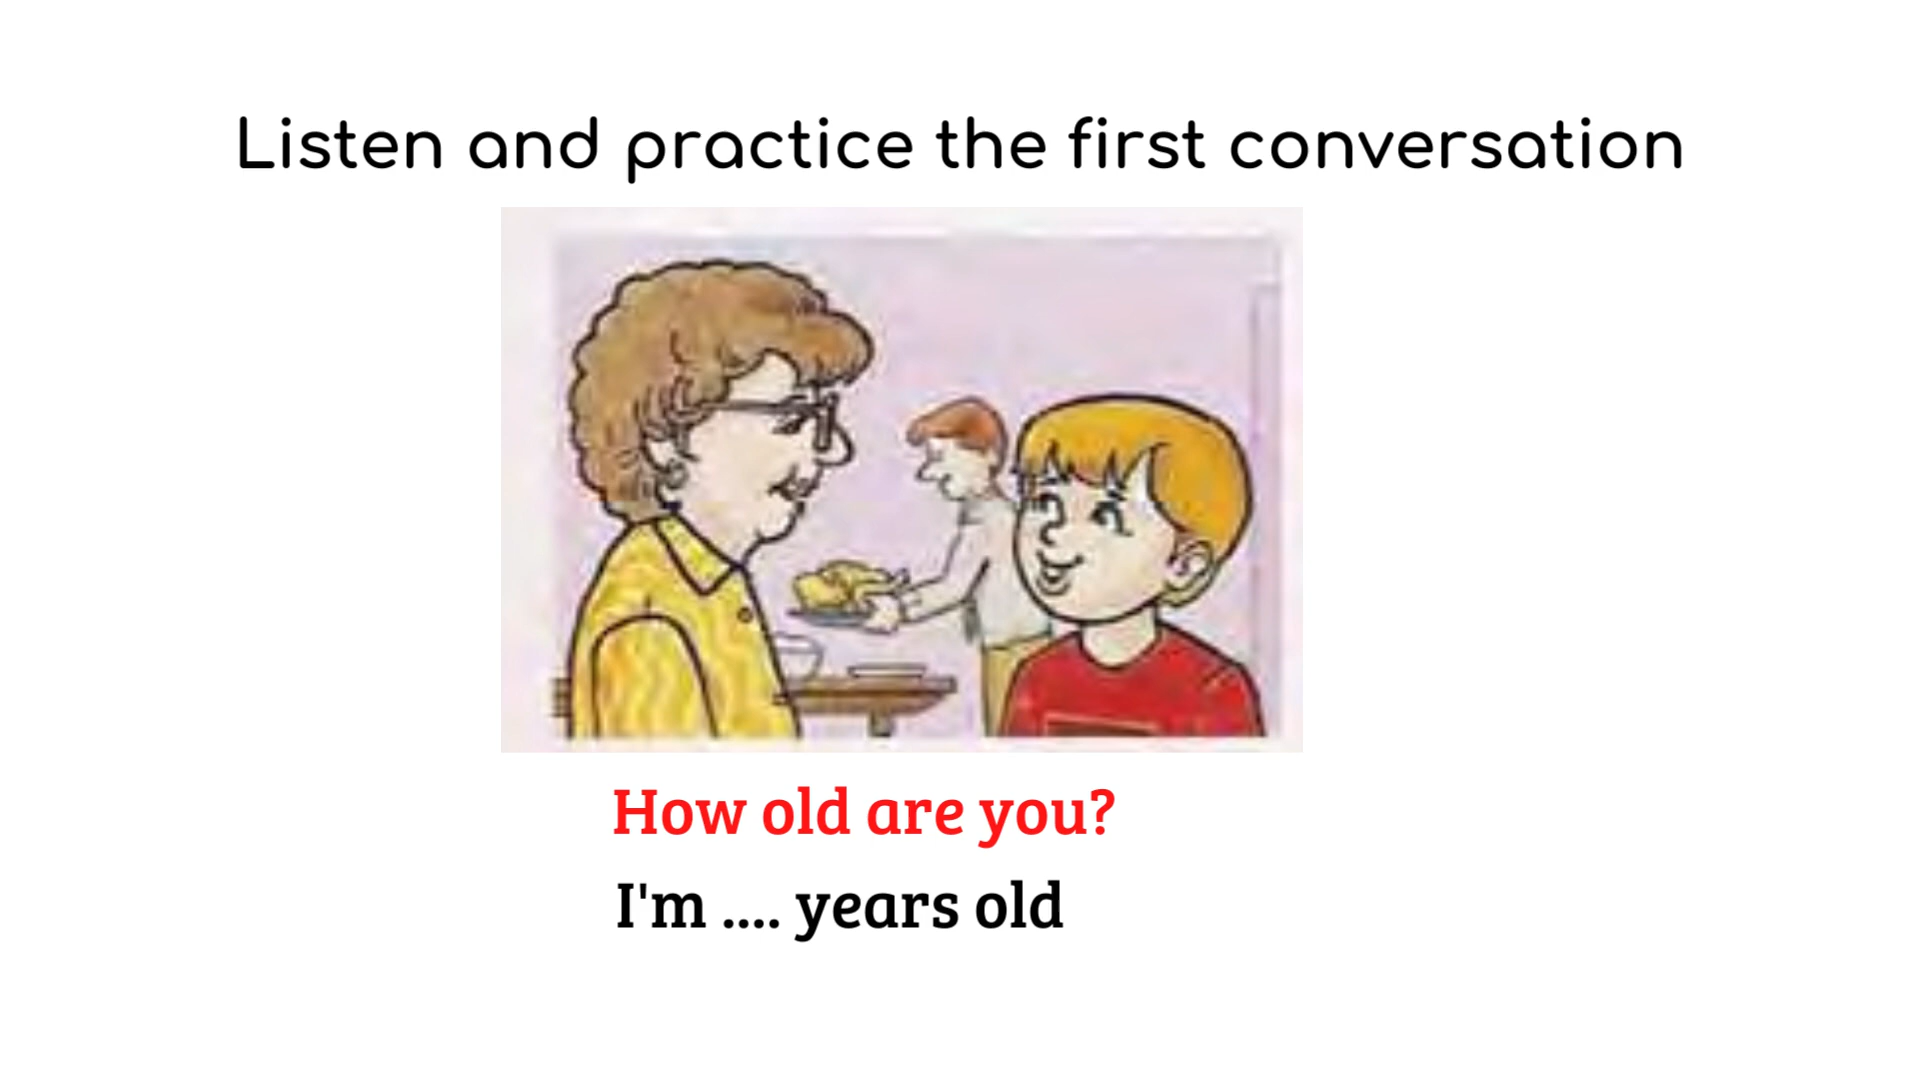 Listen and practice the first conversation
How old are you?
I'm .... years old